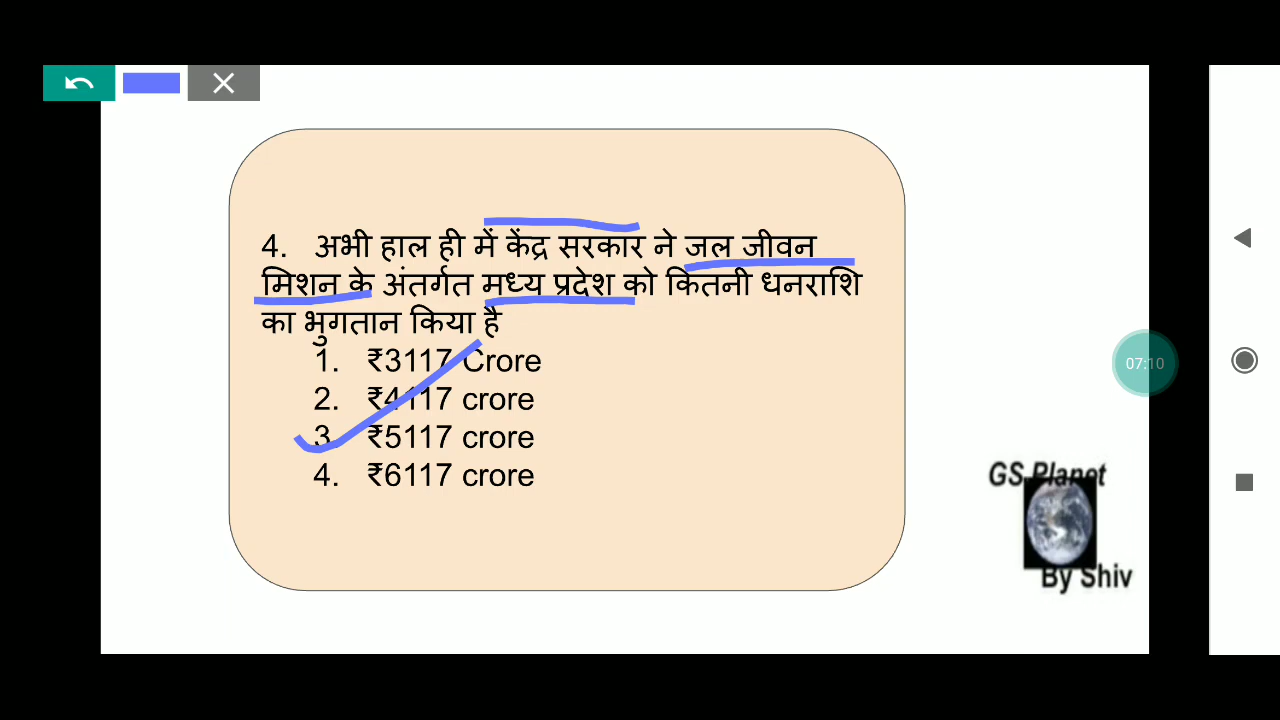 4. अभी हाल ही में केंद्र सरकार ने जल जीवन
मिशन के अंतर्गत मध्य प्रदेश को कितनी धनराशि
का भुगतान किया है
1. ₹3117 Crore
2. ₹4117 crore
3. ₹5117 crore
4. ₹6117 crore
07:10
GS Planet
By Shiv